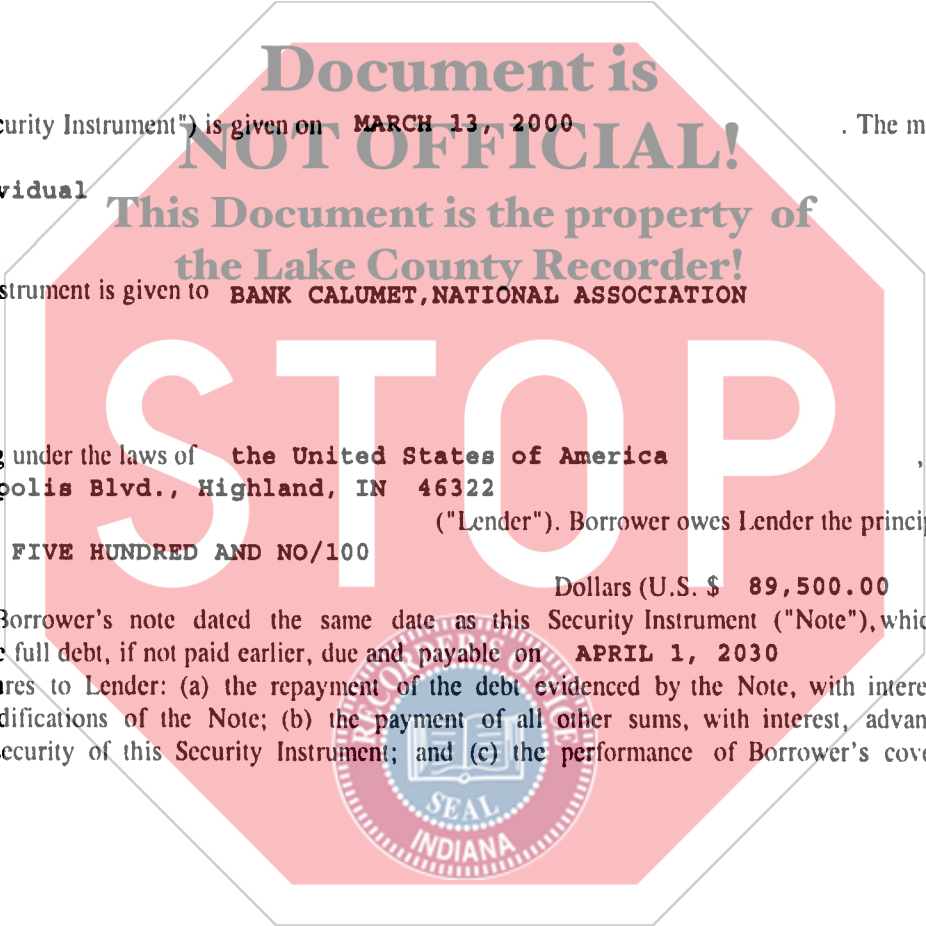 Document is
curity Instrument") is given on MARCH 13, 2000 . The m
NOT OFFICIAL!
vidual
This Document is the property of
the Lake County Recorder!
strument is given to BANK CALUMET,NATIONAL ASSOCIATION
STOP
g under the laws of the United States of America ,
polis Blvd., Highland, IN 46322
("Lender"). Borrower owes Lender the princip
FIVE HUNDRED AND NO/100
Dollars (U.S. $ 89,500.00
Borrower's note dated the same date as this Security Instrument ("Note"),whic
e full debt, if not paid earlier, due and payable on APRIL 1, 2030
ures to Lender: (a) the repayment of the debt evidenced by the Note, with intere
difications of the Note; (b) the payment of all other sums, with interest, advan
security of this Security Instrument; and (c) the performance of Borrower's cove
RECORDER'S OFFICE
SEAL
INDIANA